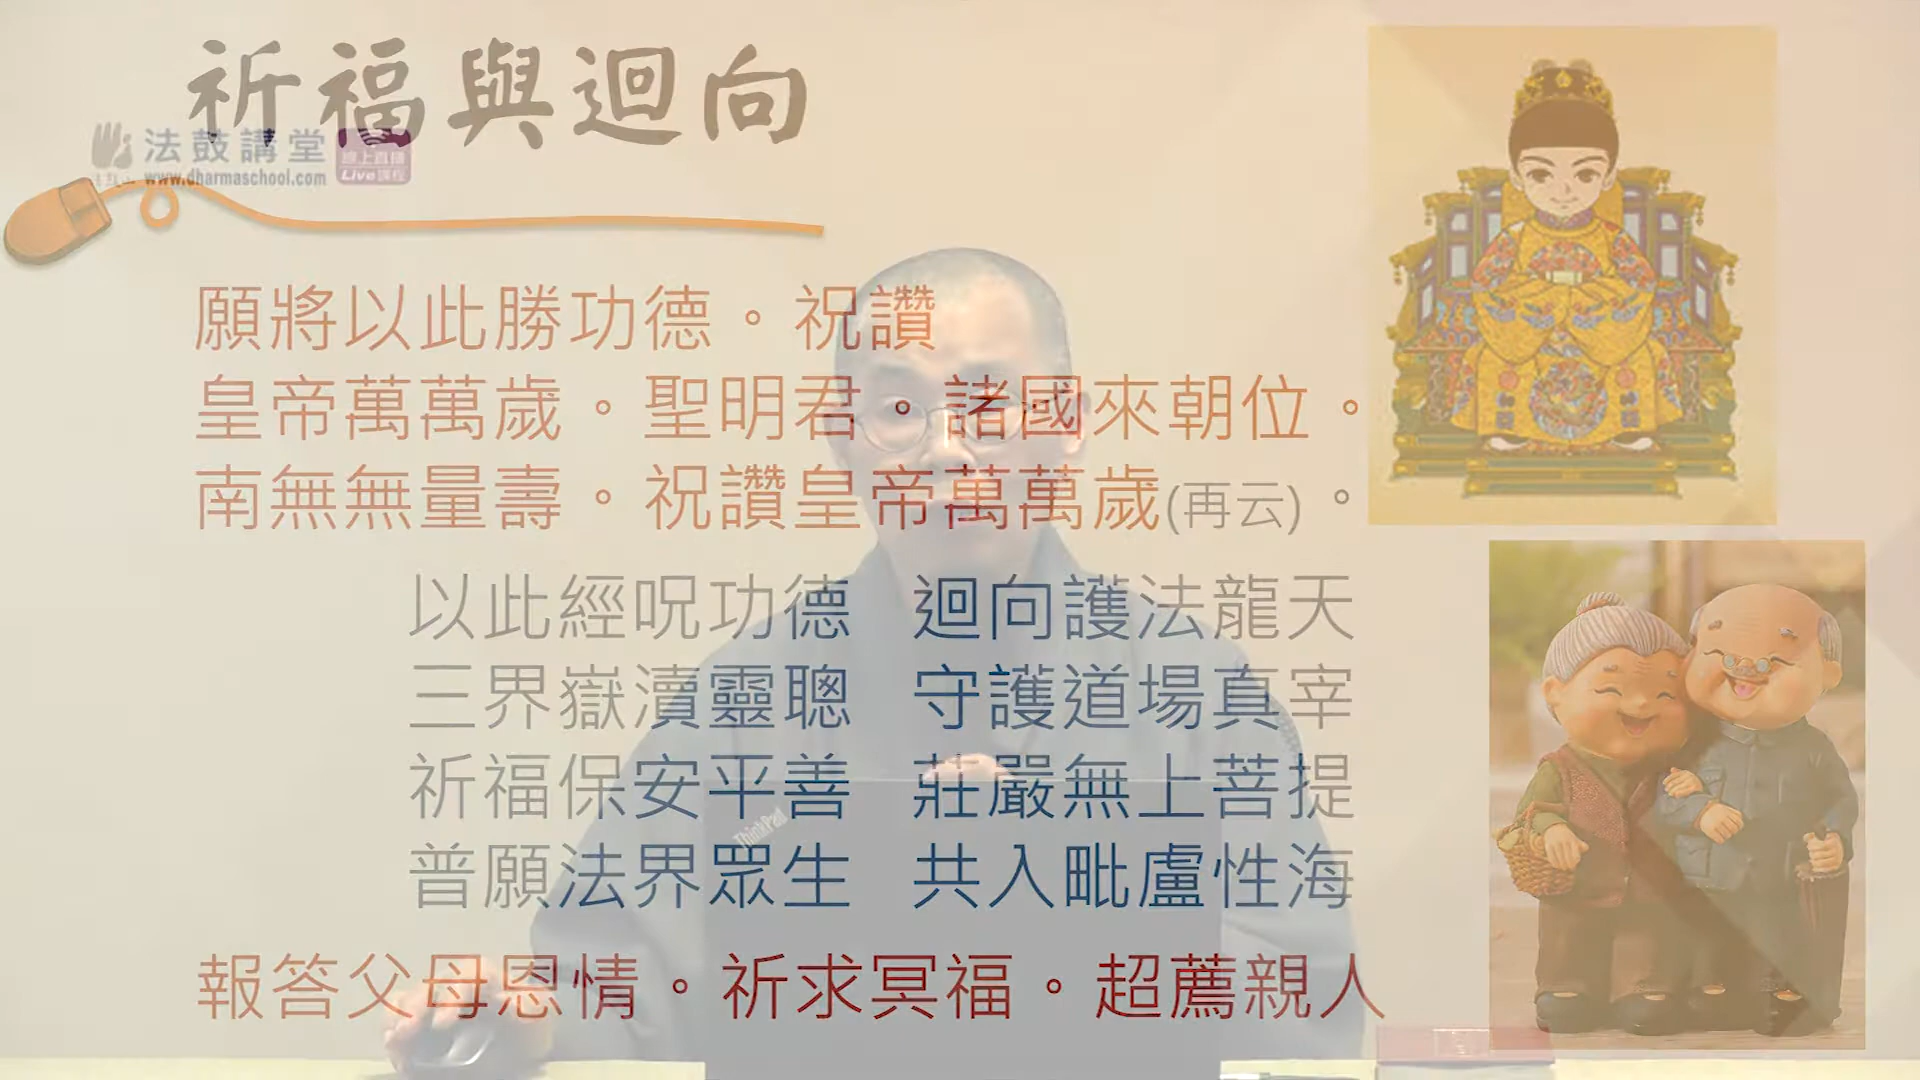 祈福與迴向
法鼓講堂
線上直播
www.dharmaschool.com
Live課程
願將以此勝功德。祝讚
皇帝萬萬歲。聖明君。諸國來朝位。
南無無量壽。祝讚皇帝萬萬歲(再云)。
以此經呪功德 迴向護法龍天
三界嶽瀆靈聰 守護道場真宰
祈福保安平善 莊嚴無上菩提
普願法界眾生 共入毗盧性海
ThinkPad
報答父母恩情。祈求冥福。超薦親人